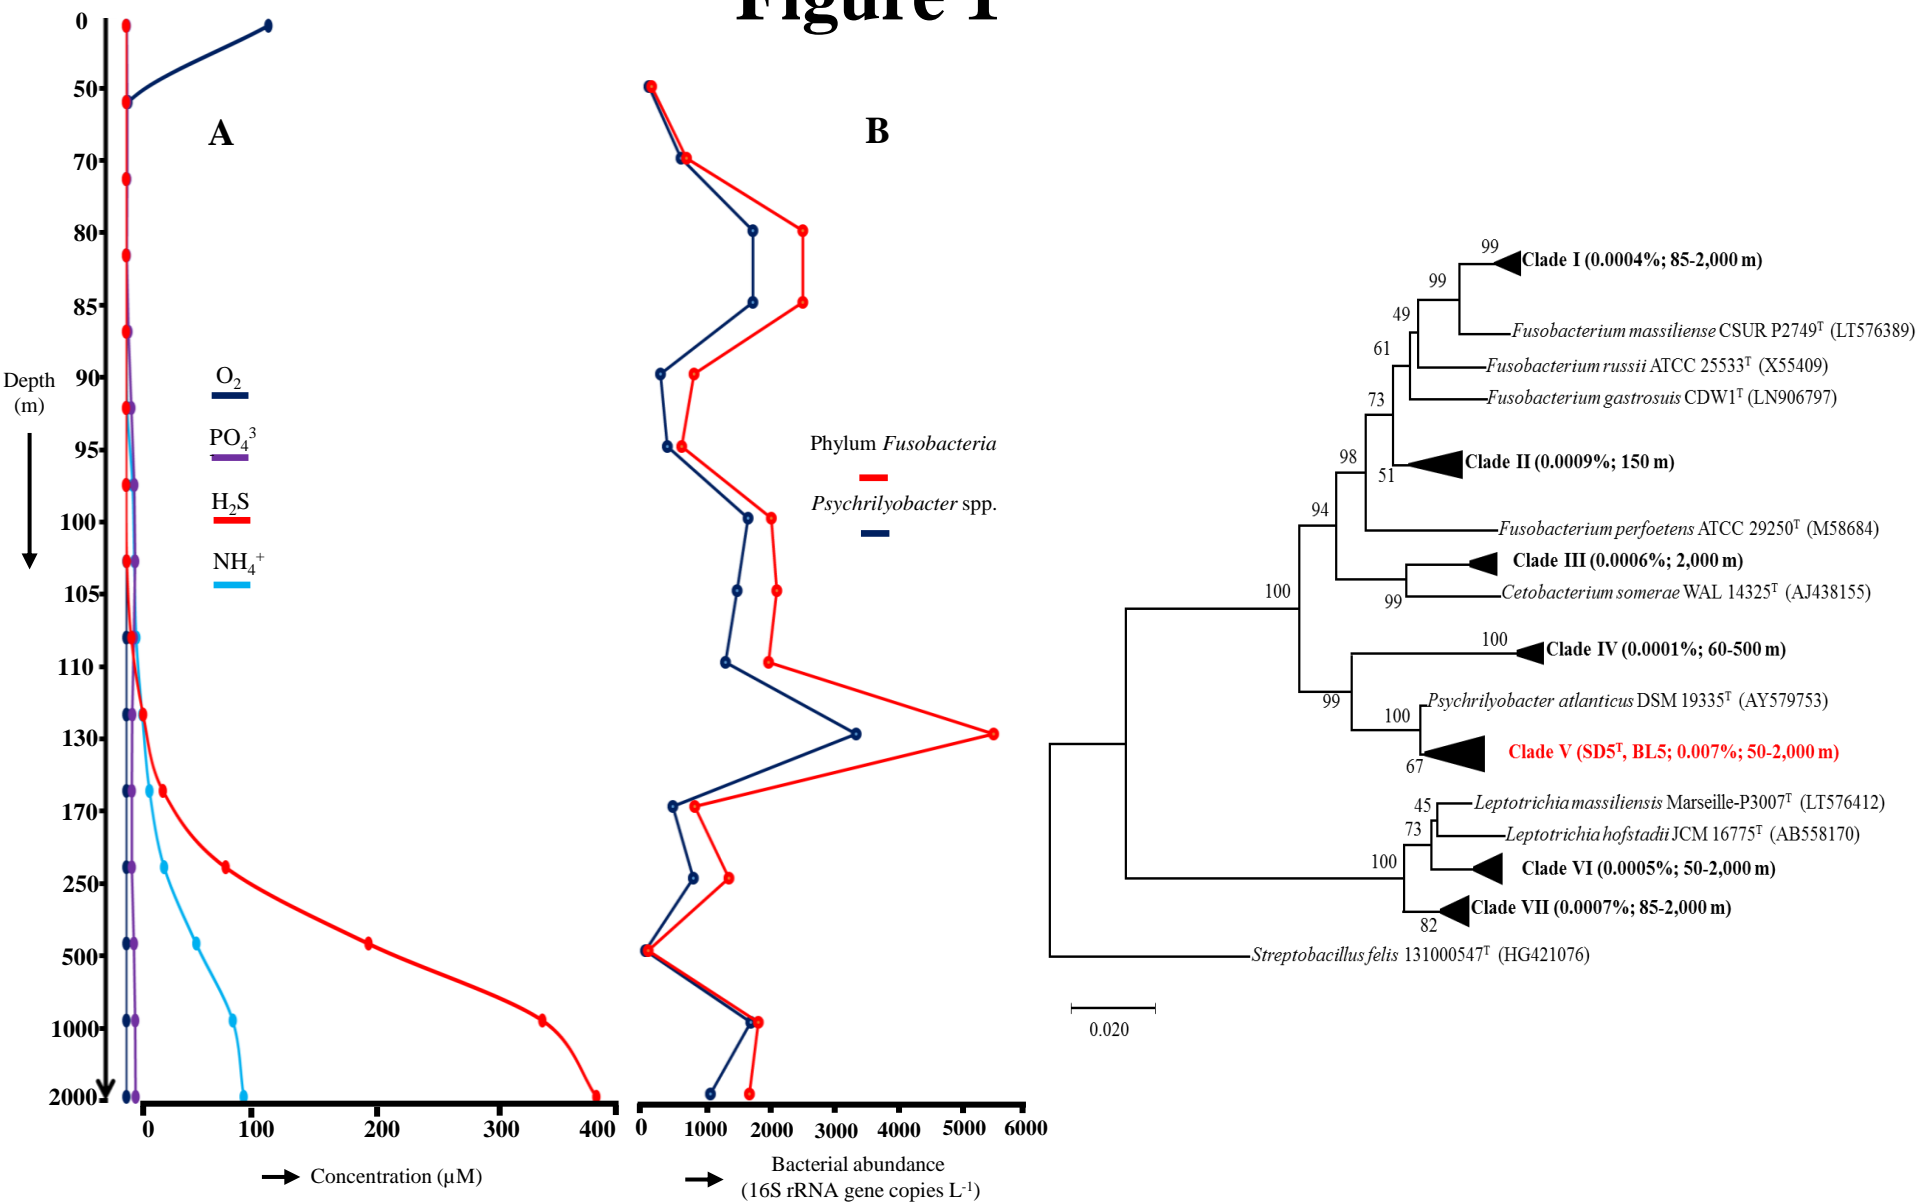 Figure 1
A
B
0
50
70
80
85
90
95
100
105
110
130
170
250
500
1000
2000
Depth
(m)
O2
PO43
-
H2S
NH4+
0 100 200 300 400
Concentration (µM)
Phylum Fusobacteria
Psychrilyobacter spp.
0 1000 2000 3000 4000 5000 6000
Bacterial abundance
(16S rRNA gene copies L-1)
99
Clade I (0.0004%; 85-2,000 m)
99
49
Fusobacterium massiliense CSUR P2749T (LT576389)
61
Fusobacterium russii ATCC 25533T (X55409)
73
Fusobacterium gastrosuis CDW1T (LN906797)
98
Clade II (0.0009%; 150 m)
51
94
Fusobacterium perfoetens ATCC 29250T (M58684)
Clade III (0.0006%; 2,000 m)
100
99
Cetobacterium somerae WAL 14325T (AJ438155)
100
Clade IV (0.0001%; 60-500 m)
99
Psychrilyobacter atlanticus DSM 19335T (AY579753)
100
Clade V (SD5T, BL5; 0.007%; 50-2,000 m)
67
45
Leptotrichia massiliensis Marseille-P3007T (LT576412)
73
Leptotrichia hofstadii JCM 16775T (AB558170)
100
Clade VI (0.0005%; 50-2,000 m)
Clade VII (0.0007%; 85-2,000 m)
82
Streptobacillus felis 131000547T (HG421076)
0.020